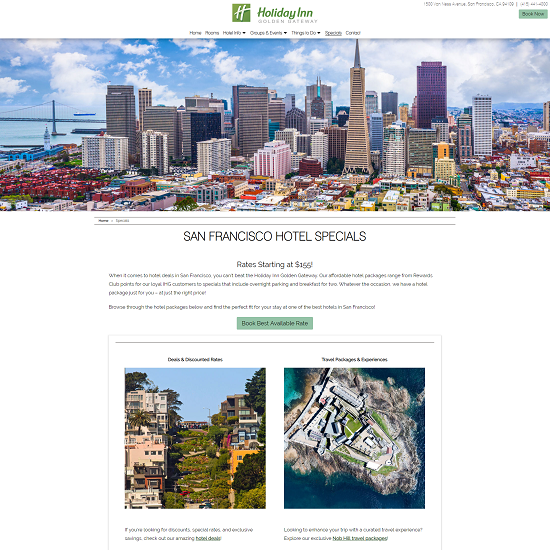 1500 Van Ness Avenue, San Francisco, CA 94109 | (415) 441-4000
Book Now
Holiday Inn
GOLDEN GATEWAY
Home Rooms Hotel Info Groups & Events Things to Do Specials Contact
Home » Specials
SAN FRANCISCO HOTEL SPECIALS
Rates Starting at $155!
When it comes to hotel deals in San Francisco, you can't beat the Holiday Inn Golden Gateway. Our affordable hotel packages range from Rewards
Club points for our loyal IHG customers to specials that include overnight parking and breakfast for two. Whatever the occasion, we have a hotel
package just for you – at just the right price!
Browse through the hotel packages below and find the perfect fit for your stay at one of the best hotels in San Francisco!
Book Best Available Rate
Deals & Discounted Rates
Travel Packages & Experiences
If you're looking for discounts, special rates, and exclusive
savings, check out our amazing hotel deals!
Looking to enhance your trip with a curated travel experience?
Explore our exclusive Nob Hill travel packages!